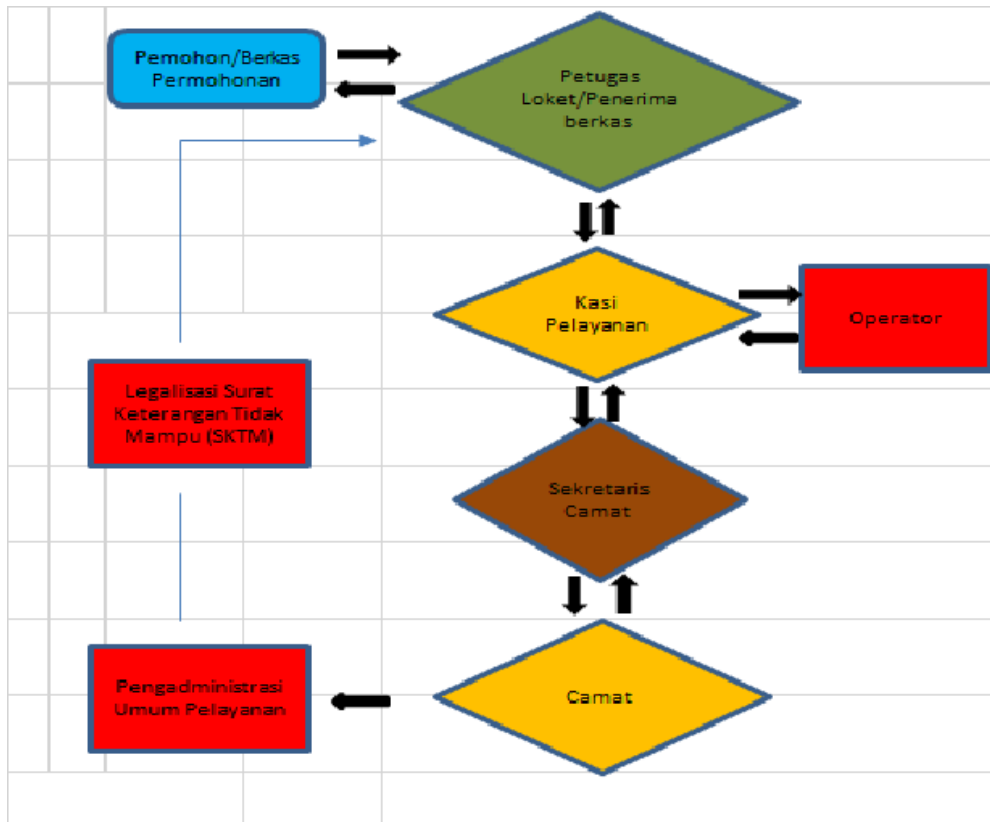 Pemohon/Berkas
Permohonan
Petugas
Loket/Penerima
berkas
Kasi
Pelayanan
Operator
Legalisasi Surat
Keterangan Tidak
Mampu (SKTM)
Sekretaris
Camat
Pengadministrasi
Umum Pelayanan
Camat